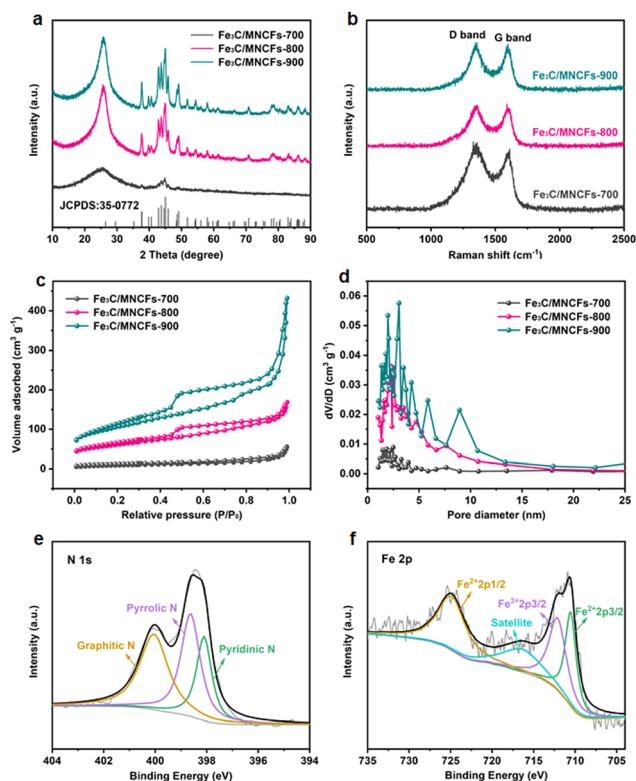 a
Fe₃C/MNCFs-700
Fe₃C/MNCFs-800
Fe₃C/MNCFs-900
Intensity (a.u.)
JCPDS:35-0772
10 20 30 40 50 60 70 80 90
2 Theta (degree)
b
D band G band
Fe₃C/MNCFs-900
Fe₃C/MNCFs-800
Fe₃C/MNCFs-700
Intensity (a.u.)
500 1000 1500 2000 2500
Raman shift (cm⁻¹)
c
Fe₃C/MNCFs-700
Fe₃C/MNCFs-800
Fe₃C/MNCFs-900
Volume adsorbed (cm³ g⁻¹)
400
300
200
100
0
0.0 0.2 0.4 0.6 0.8 1.0
Relative pressure (P/P₀)
d
Fe₃C/MNCFs-700
Fe₃C/MNCFs-800
Fe₃C/MNCFs-900
dV/dD (cm³ g⁻¹)
0.06
0.05
0.04
0.03
0.02
0.01
0.00
0 5 10 15 20 25
Pore diameter (nm)
e
N 1s
Pyrrolic N
Graphitic N
Pyridinic N
Intensity (a.u.)
404 402 400 398 396 394
Binding Energy (eV)
f
Fe 2p
Fe²⁺2p1/2
Fe³⁺2p3/2
Fe²⁺2p3/2
Satellite
Intensity (a.u.)
735 730 725 720 715 710 705
Binding Energy (eV)